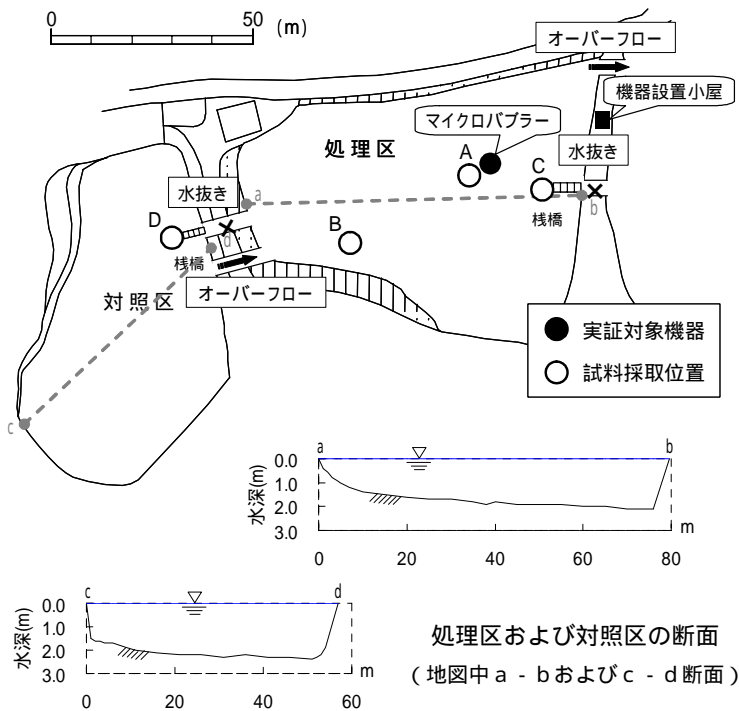 0 50 (m)
オーバーフロー
機器設置小屋
マイクロバブラー
処理区
A
C
水抜き
水抜き
a
b
D
B
d
桟橋
桟橋
対照区
オーバーフロー
実証対象機器
試料採取位置
c
a b
水深(m)
0.0
1.0
2.0
3.0
m
0 20 40 60 80
c d
水深(m)
0.0
1.0
2.0
3.0
m
0 20 40 60
処理区および対照区の断面
(地図中a-bおよびc-d断面)